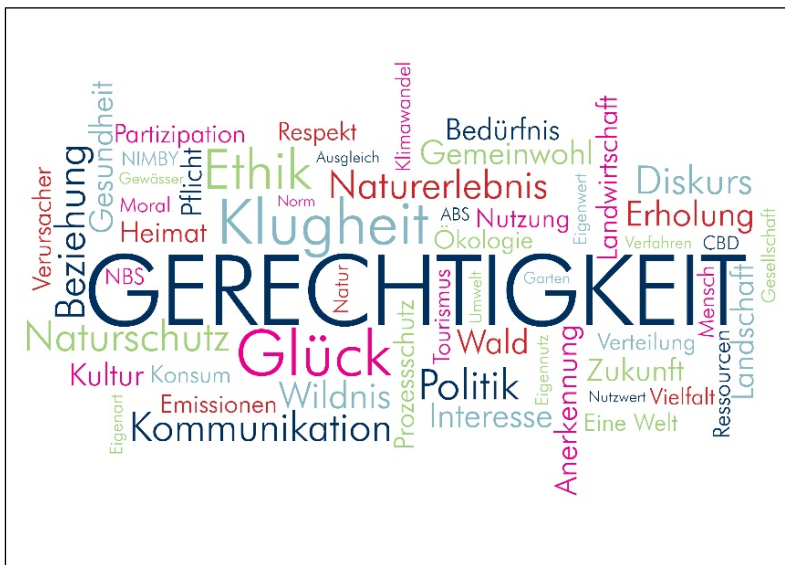 Klimawandel
Gesundheit
Partizipation
Respekt
Bedürfnis
Landwirtschaft
NIMBY
Pflicht
Ethik
Ausgleich
Gemeinwohl
Gewässer
Beziehung
Verursacher
Moral
Norm
Naturerlebnis
Eigenwert
Diskurs
Heimat
Klugheit
ABS
Nutzung
Erholung
Ökologie
Verfahren
CBD
Gesellschaft
GERECHTIGKEIT
NBS
Natur
Tourismus
Umwelt
Garten
Mensch
Landschaft
Naturschutz
Glück
Prozessschutz
Wald
Anerkennung
Verteilung
Ressourcen
Kultur
Konsum
Wildnis
Politik
Eigennutz
Zukunft
Eigenart
Emissionen
Interesse
Nutzwert
Vielfalt
Kommunikation
Eine Welt